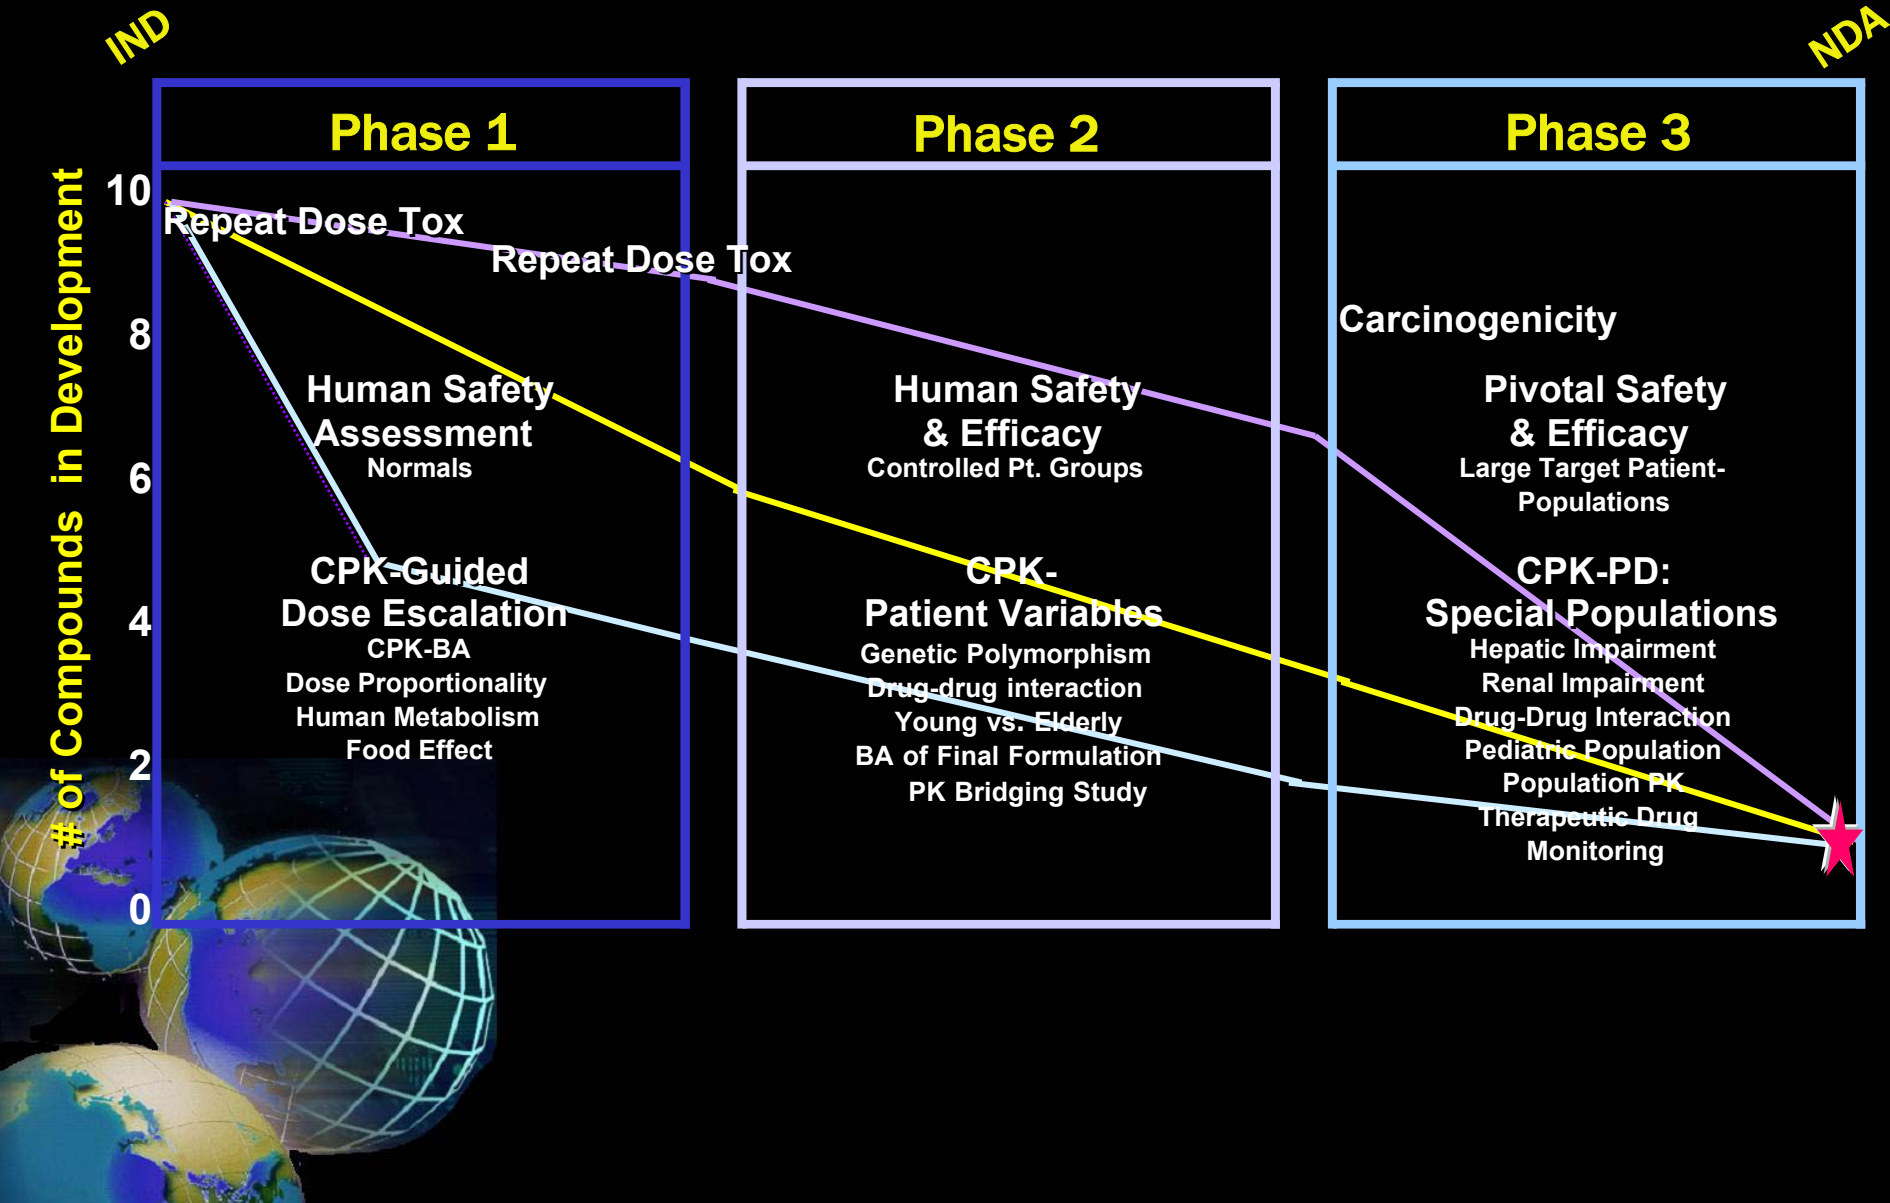 IND
NDA
Phase 1
Phase 2
Phase 3
# of Compounds in Development
10
8
6
4
2
0
Repeat Dose Tox
Repeat Dose Tox
Human Safety
Assessment
Normals
CPK-Guided
Dose Escalation
CPK-BA
Dose Proportionality
Human Metabolism
Food Effect
Human Safety
& Efficacy
Controlled Pt. Groups
CPK-
Patient Variables
Genetic Polymorphism
Drug-drug interaction
Young vs. Elderly
BA of Final Formulation
PK Bridging Study
Carcinogenicity
Pivotal Safety
& Efficacy
Large Target Patient-
Populations
CPK-PD:
Special Populations
Hepatic Impairment
Renal Impairment
Drug-Drug Interaction
Pediatric Population
Population PK
Therapeutic Drug
Monitoring